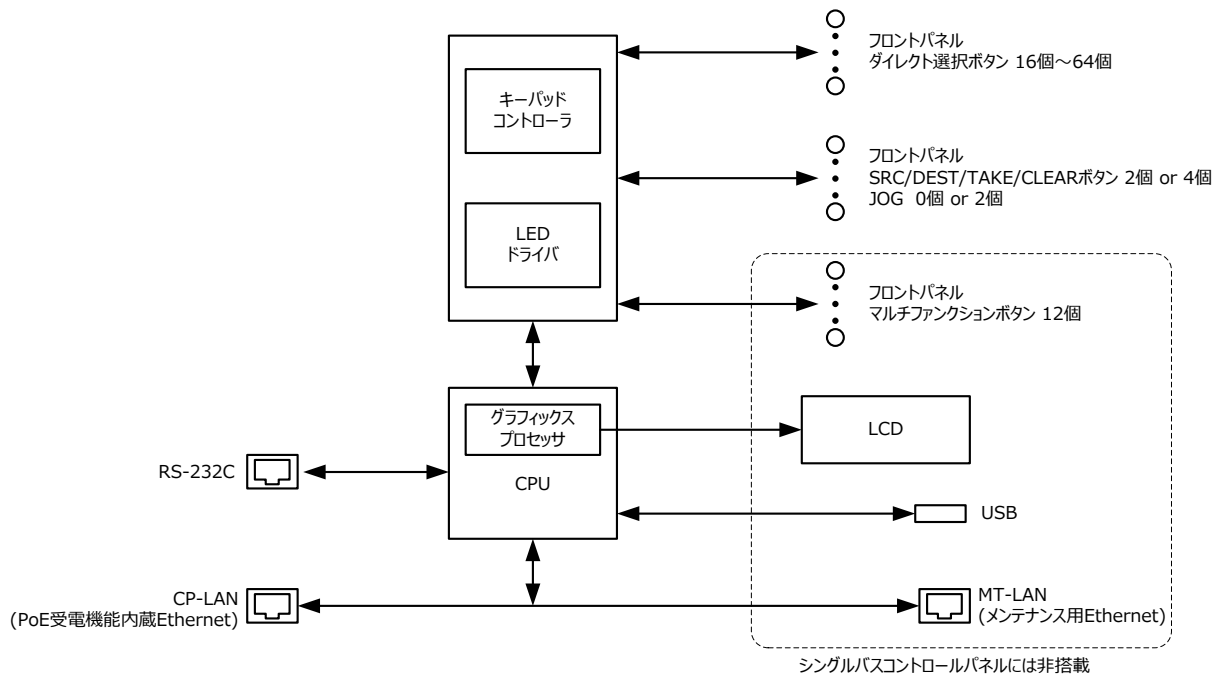 フロントパネル
ダイレクト選択ボタン 16個～64個
キーパッド
コントローラ
フロントパネル
SRC/DEST/TAKE/CLEARボタン 2個 or 4個
JOG 0個 or 2個
LED
ドライバ
フロントパネル
マルチファンクションボタン 12個
グラフィックス
プロセッサ
LCD
RS-232C
CPU
USB
CP-LAN
(PoE受電機能内蔵Ethernet)
MT-LAN
(メンテナンス用Ethernet)
シングルバスコントロールパネルには非搭載